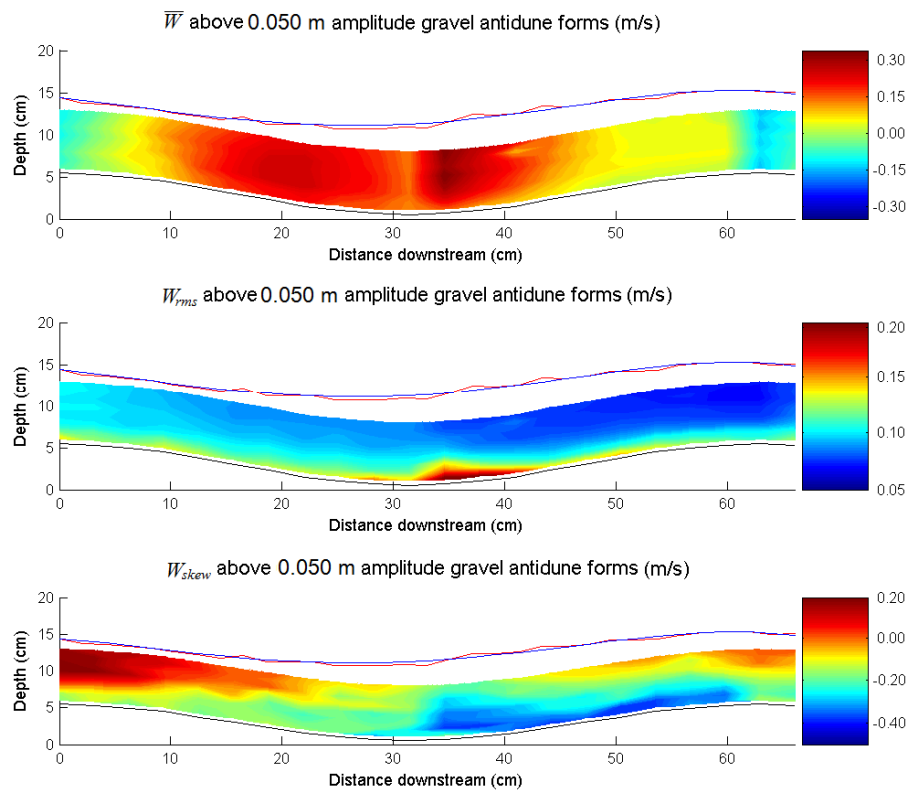 W̅ above 0.050 m amplitude gravel antidune forms (m/s)
20
15
10
5
0
Depth (cm)
0 10 20 30 40 50 60
Distance downstream (cm)
0.30
0.15
0.00
-0.15
-0.30
Wrms above 0.050 m amplitude gravel antidune forms (m/s)
20
15
10
5
0
Depth (cm)
0 10 20 30 40 50 60
Distance downstream (cm)
0.20
0.15
0.10
0.05
Wskew above 0.050 m amplitude gravel antidune forms (m/s)
20
15
10
5
0
Depth (cm)
0 10 20 30 40 50 60
Distance downstream (cm)
0.20
0.00
-0.20
-0.40